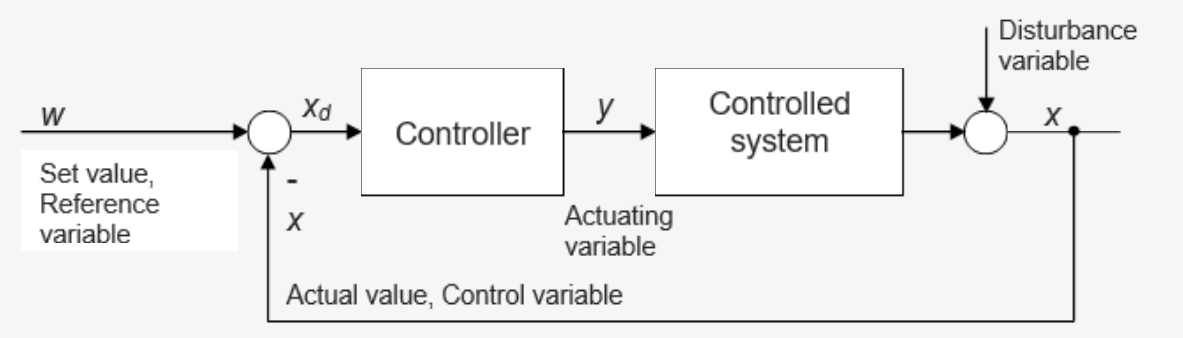 Disturbance
variable
w
x_d
Controller
y
Controlled
system
x
Set value,
Reference
variable
-
x
Actuating
variable
Actual value, Control variable